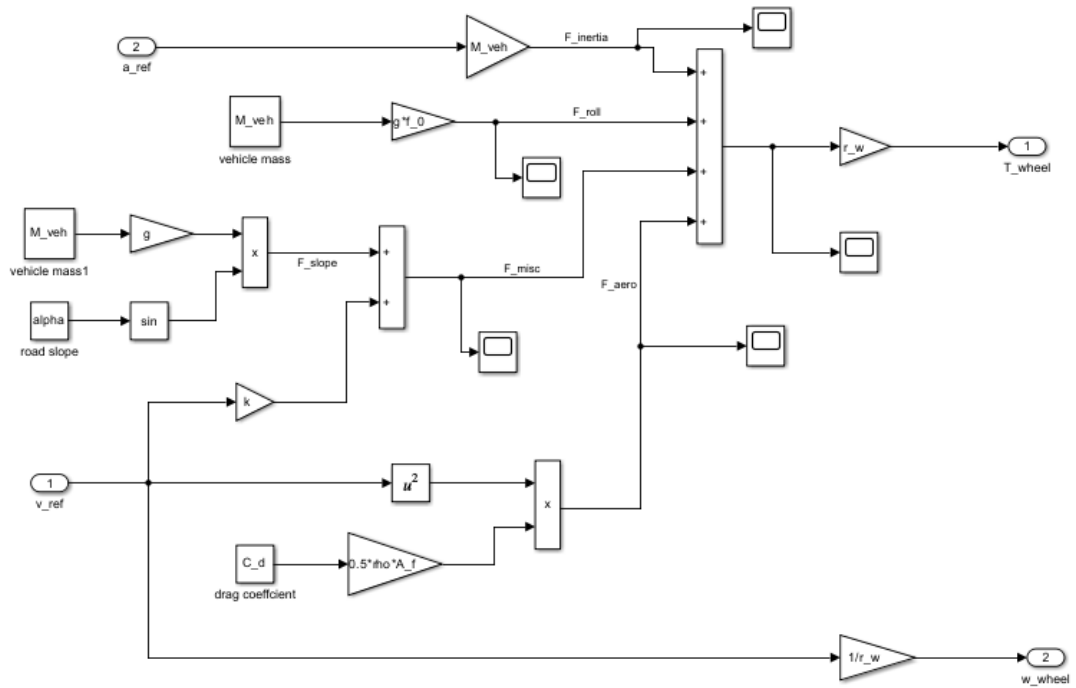 2
a_ref
M_veh
F_inertia
+
M_veh
vehicle mass
g*f_0
F_roll
+
r_w
1
T_wheel
+
M_veh
vehicle mass1
g
x
F_slope
+
+
F_misc
F_aero
+
alpha
road slope
sin
k
1
v_ref
u²
x
C_d
drag coeffcient
0.5*rho*A_f
1/r_w
2
w_wheel